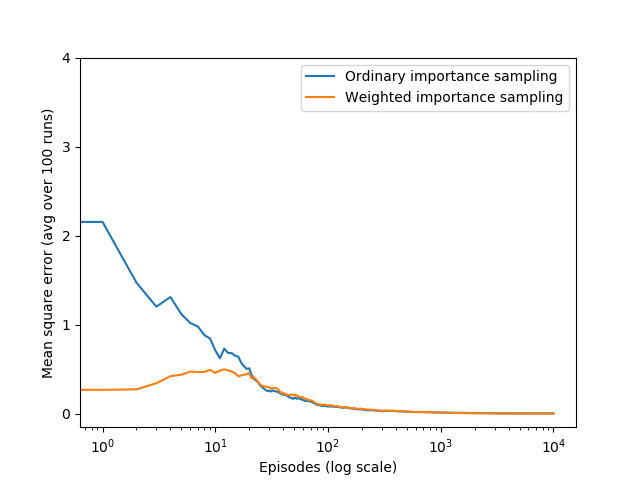 4
3
2
1
0
Mean square error (avg over 100 runs)
Ordinary importance sampling
Weighted importance sampling
10⁰
10¹
10²
10³
10⁴
Episodes (log scale)